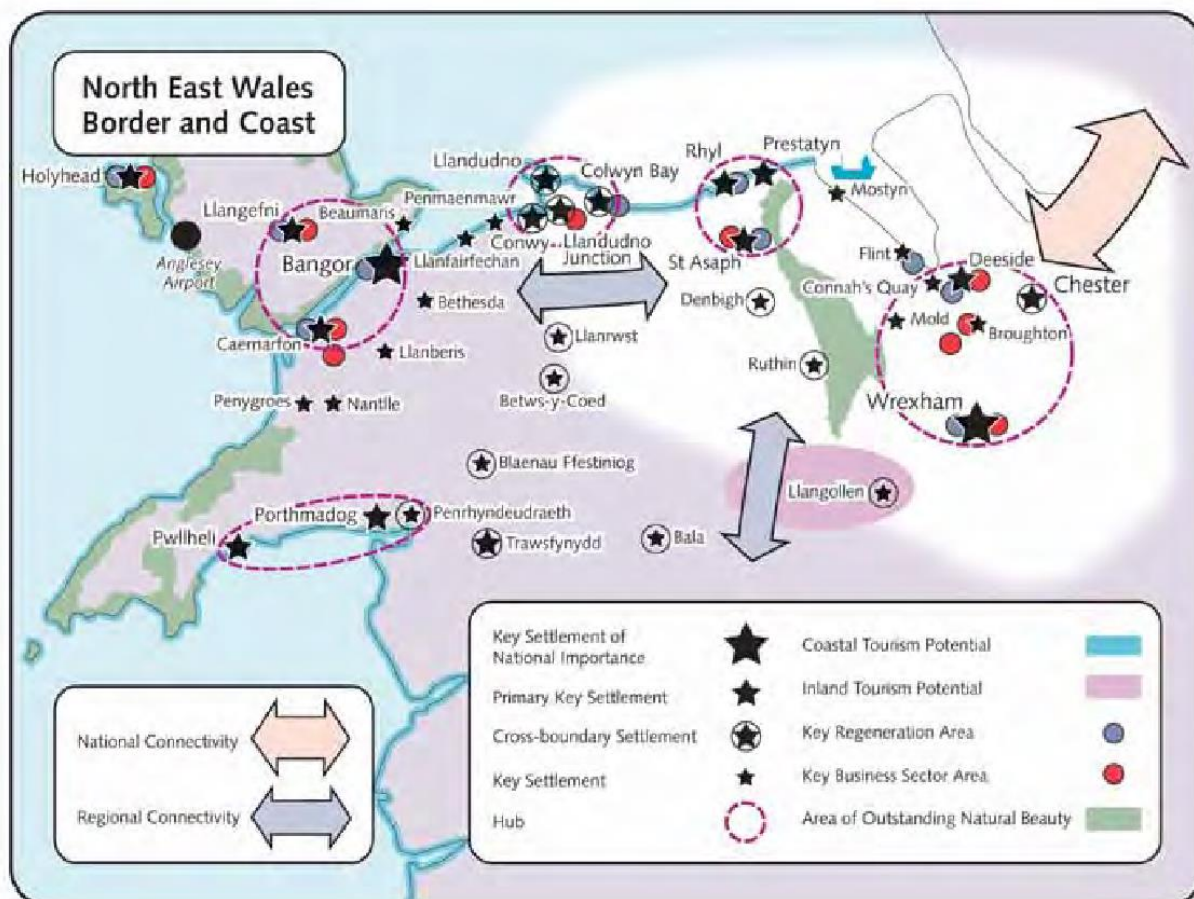 North East Wales
Border and Coast
Holyhead
Llangefni
Beaumaris
Penmaenmawr
Llandudno
Colwyn Bay
Rhyl
Prestatyn
Mostyn
Anglesey
Airport
Bangor
Llanfairfechan
Conwy
Llandudno
Junction
St Asaph
Flint
Deeside
Connah's Quay
Chester
Bethesda
Denbigh
Mold
Broughton
Caernarfon
Llanberis
Llanrwst
Ruthin
Penygroes
Nantlle
Betws-y-Coed
Wrexham
Blaenau Ffestiniog
Llangollen
Porthmadog
Penrhyndeudraeth
Pwllheli
Trawsfynydd
Bala
Key Settlement of
National Importance
Coastal Tourism Potential
Primary Key Settlement
Inland Tourism Potential
Cross-boundary Settlement
Key Regeneration Area
Key Settlement
Key Business Sector Area
Hub
Area of Outstanding Natural Beauty
National Connectivity
Regional Connectivity